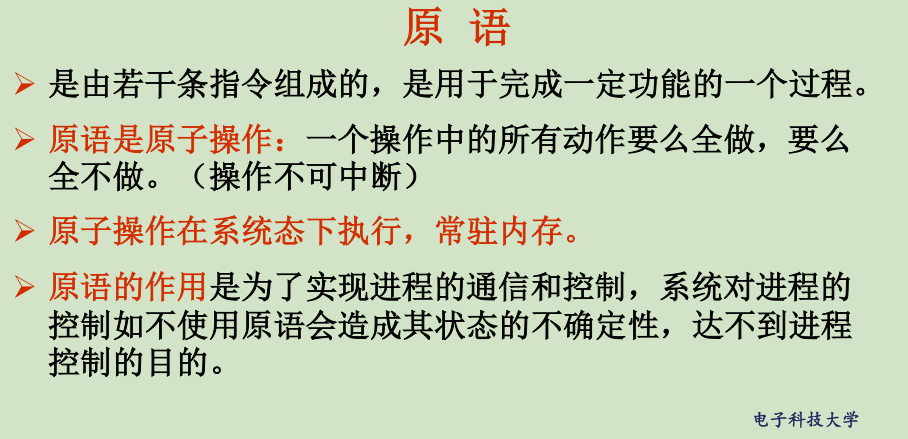 原 语
是由若干条指令组成的，是用于完成一定功能的一个过程。
原语是原子操作：一个操作中的所有动作要么全做，要么
全不做。（操作不可中断）
原子操作在系统态下执行，常驻内存。
原语的作用是为了实现进程的通信和控制，系统对进程的
控制如不使用原语会造成其状态的不确定性，达不到进程
控制的目的。
电子科技大学